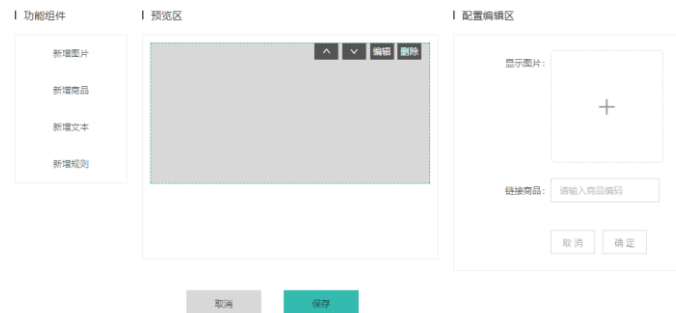 功能组件
新增图片
新增商品
新增文本
新增规则
预览区
编辑 删除
取消 保存
配置编辑区
显示图片:
链接商品: 请输入商品编码
取消 确定